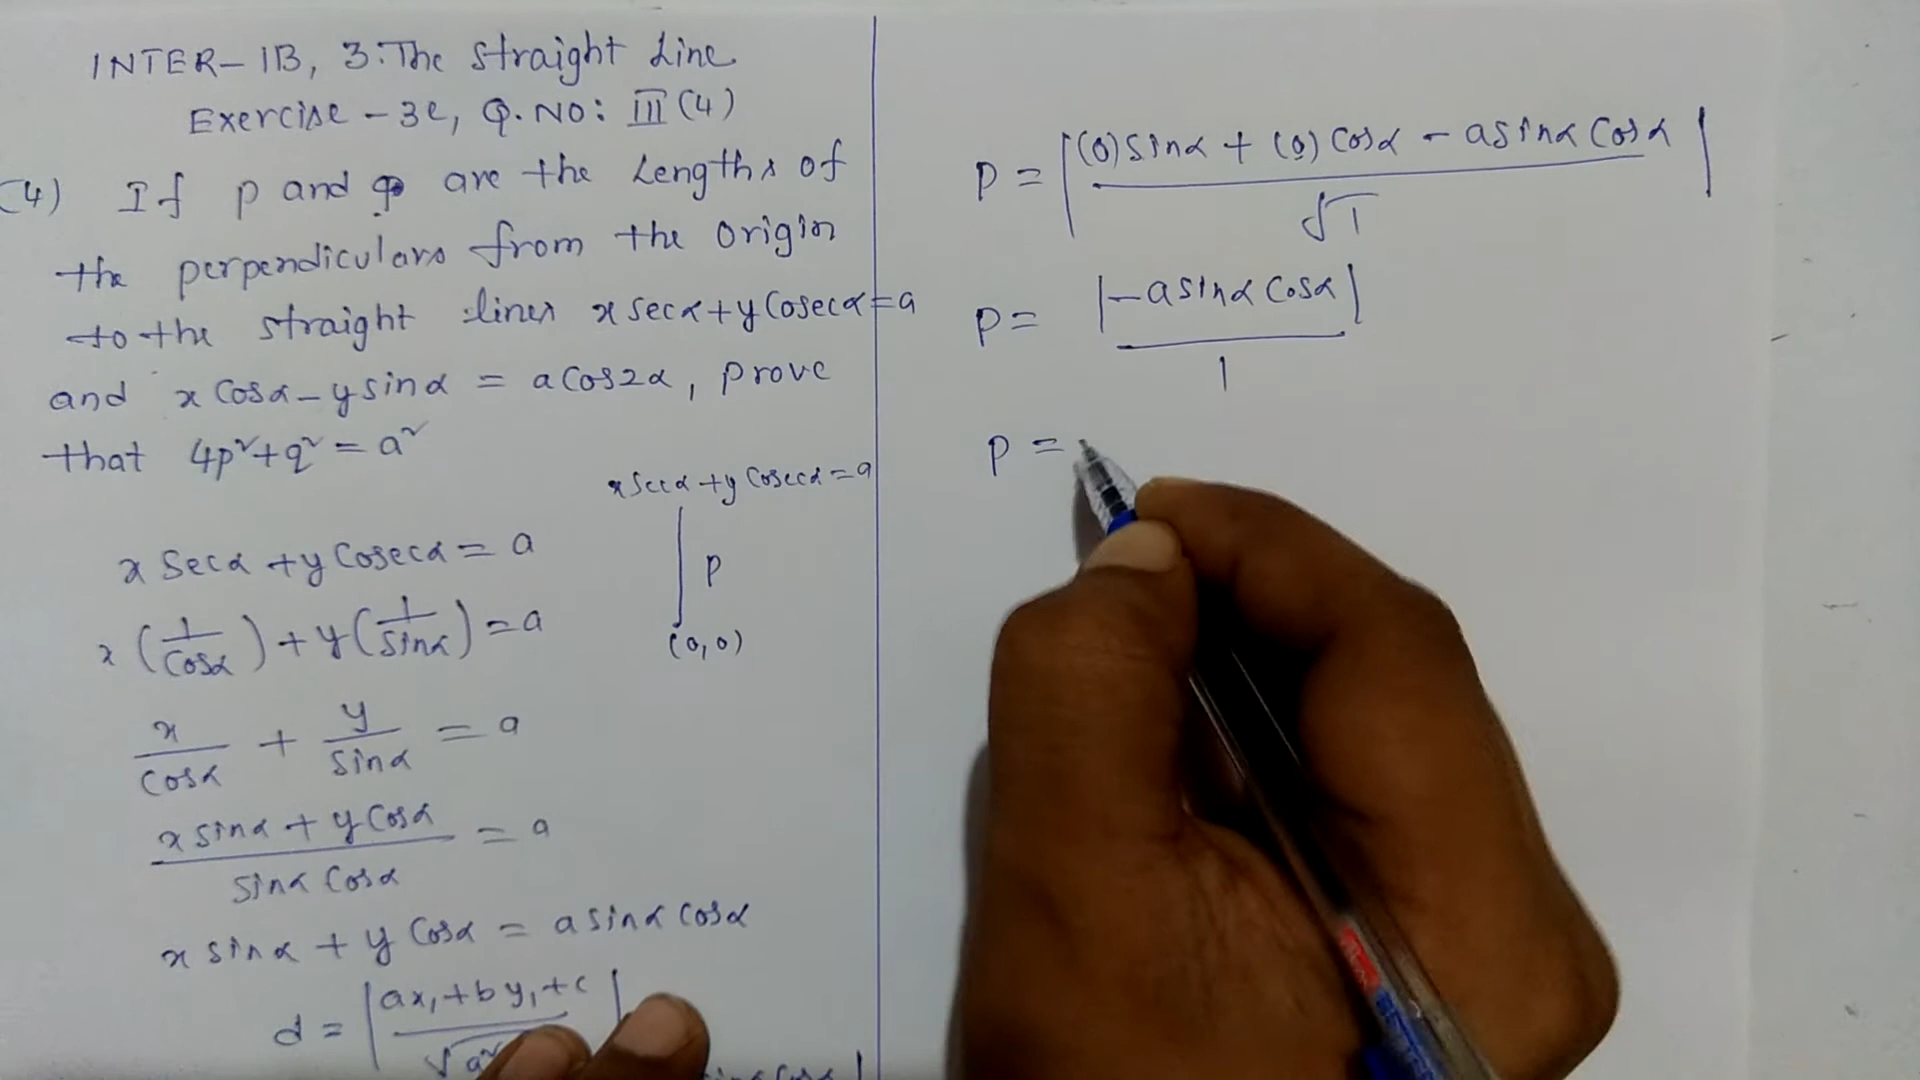 INTER-IB, 3. The straight Line
Exercise - 3e, Q.NO: III (4)
(4) If p and q are the Lengths of
the perpendiculars from the origin
to the straight lines x secα + y cosecα = a
and x cosα - y sinα = a cos2α, prove
that 4p² + q² = a²
x secα + y cosecα = a
p
(0,0)
x secα + y cosecα = a
x (1/cosα) + y (1/sinα) = a
x/cosα + y/sinα = a
x sinα + y cosα / sinα cosα = a
x sinα + y cosα = a sinα cosα
d = |ax₁ + by₁ + c / √a²
p = |(0) sinα + (0) cosα - a sinα cosα / √1|
p = |-a sinα cosα| / 1
p =